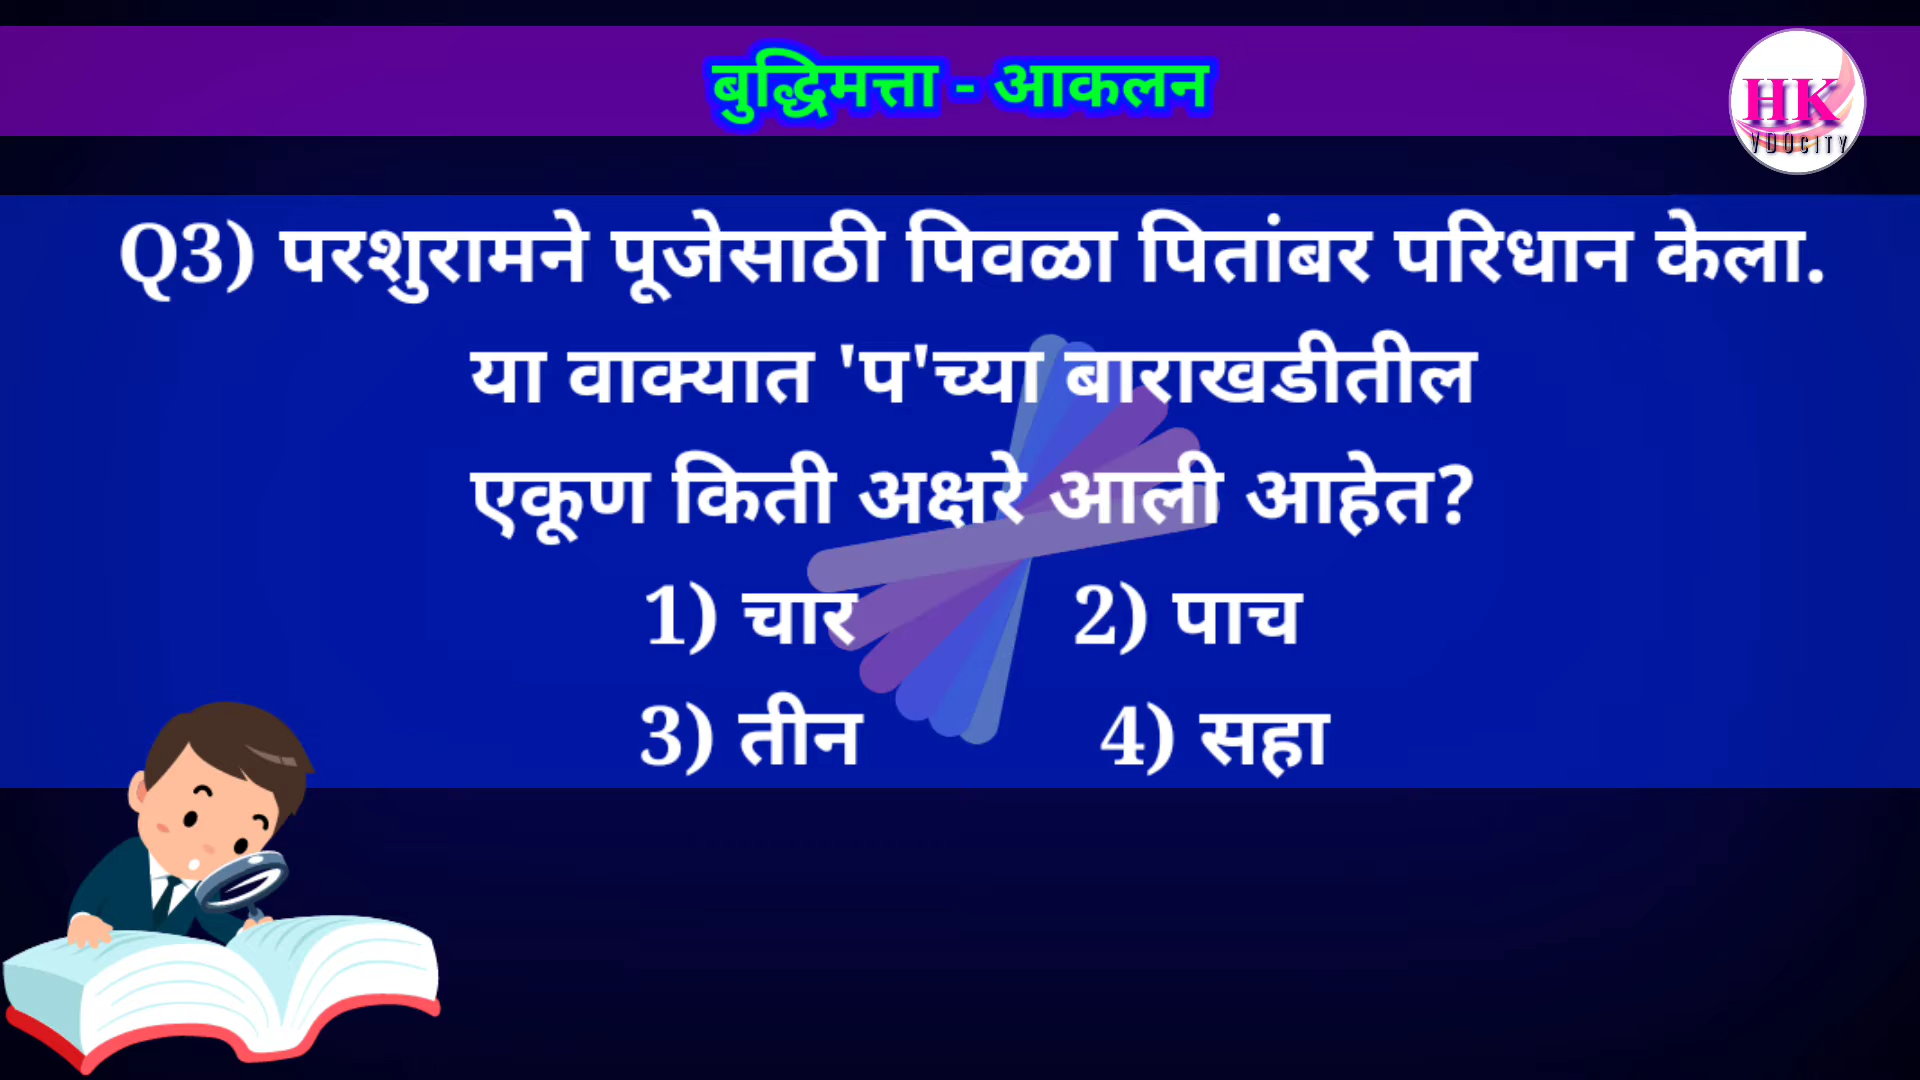 बुद्धिमत्ता - आकलन
HK
VDOCITY
Q3) परशुरामने पूजेसाठी पिवळा पितांबर परिधान केला.
या वाक्यात 'प'च्या बाराखडीतील
एकूण किती अक्षरे आली आहेत?
1) चार 2) पाच
3) तीन 4) सहा